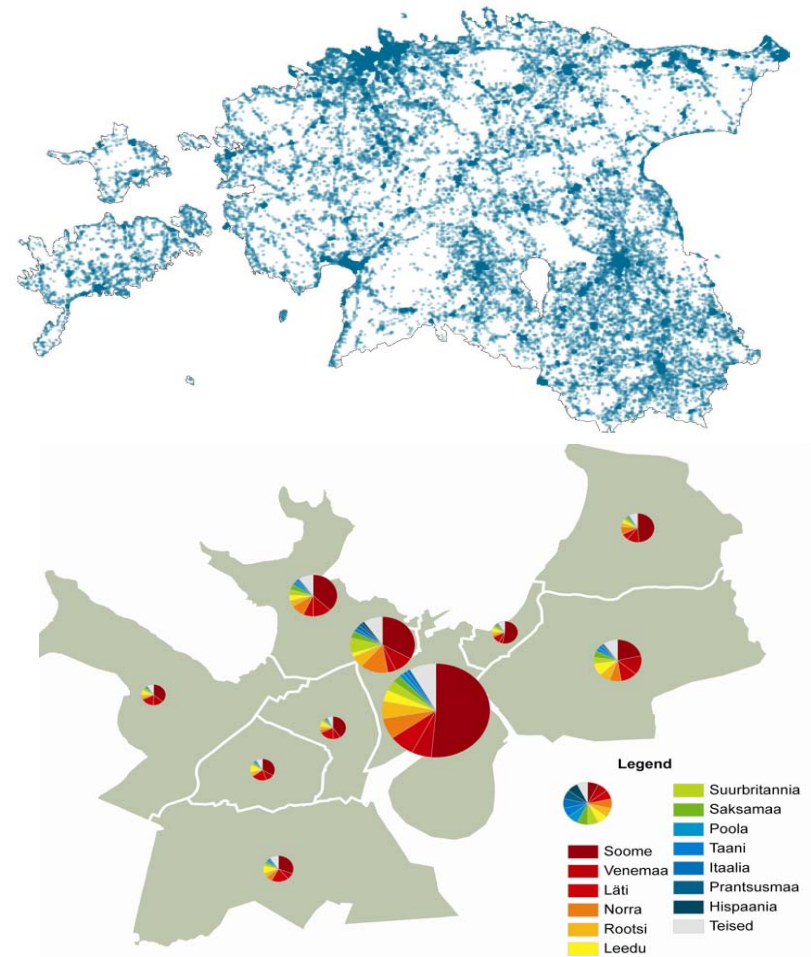 Legend
Soome
Venemaa
Läti
Norra
Rootsi
Leedu
Suurbritannia
Saksamaa
Poola
Taani
Itaalia
Prantsusmaa
Hispaania
Teised